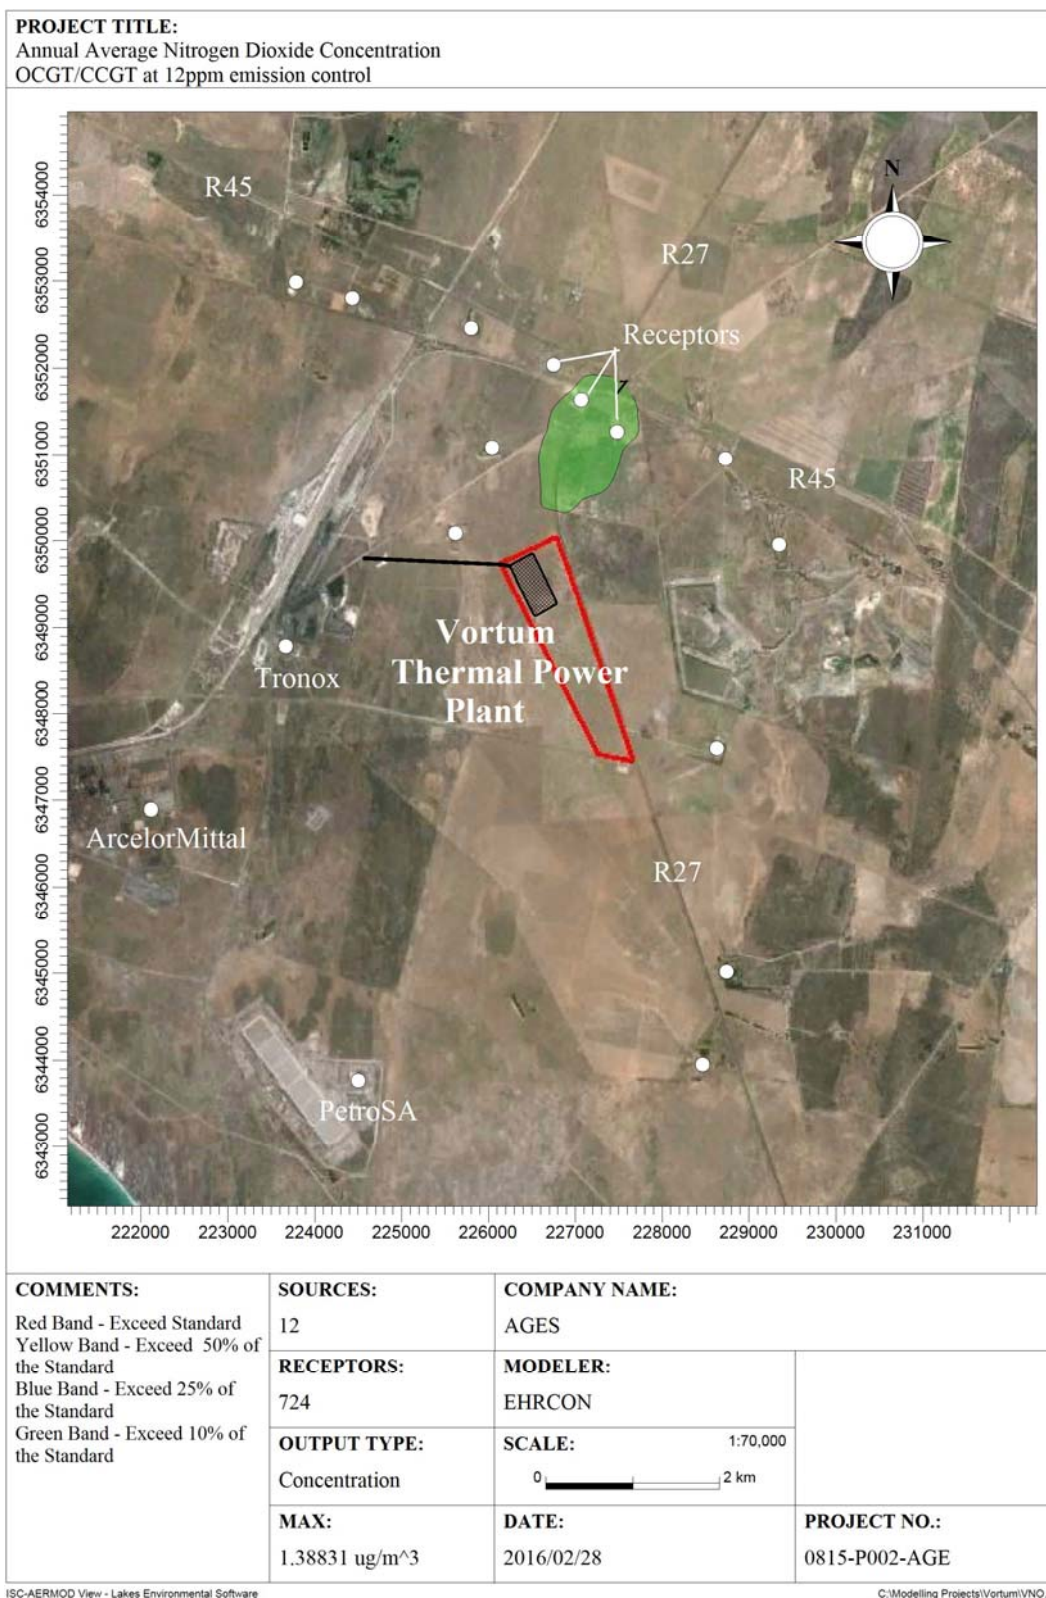 PROJECT TITLE:
Annual Average Nitrogen Dioxide Concentration
OCGT/CCGT at 12ppm emission control
N
R45
R27
Receptors
R45
Vortum
Thermal Power
Plant
Tronox
ArcelorMittal
R27
PetroSA
6354000
6353000
6352000
6351000
6350000
6349000
6348000
6347000
6346000
6345000
6344000
6343000
222000 223000 224000 225000 226000 227000 228000 229000 230000 231000
COMMENTS:
Red Band - Exceed Standard
Yellow Band - Exceed 50% of
the Standard
Blue Band - Exceed 25% of
the Standard
Green Band - Exceed 10% of
the Standard
SOURCES:
12
COMPANY NAME:
AGES
RECEPTORS:
724
MODELER:
EHRCON
OUTPUT TYPE:
Concentration
SCALE:
1:70,000
0
2 km
MAX:
1.38831 ug/m^3
DATE:
2016/02/28
PROJECT NO.:
0815-P002-AGE
ISC-AERMOD View - Lakes Environmental Software
C:\Modelling Projects\Vortum\VNO.